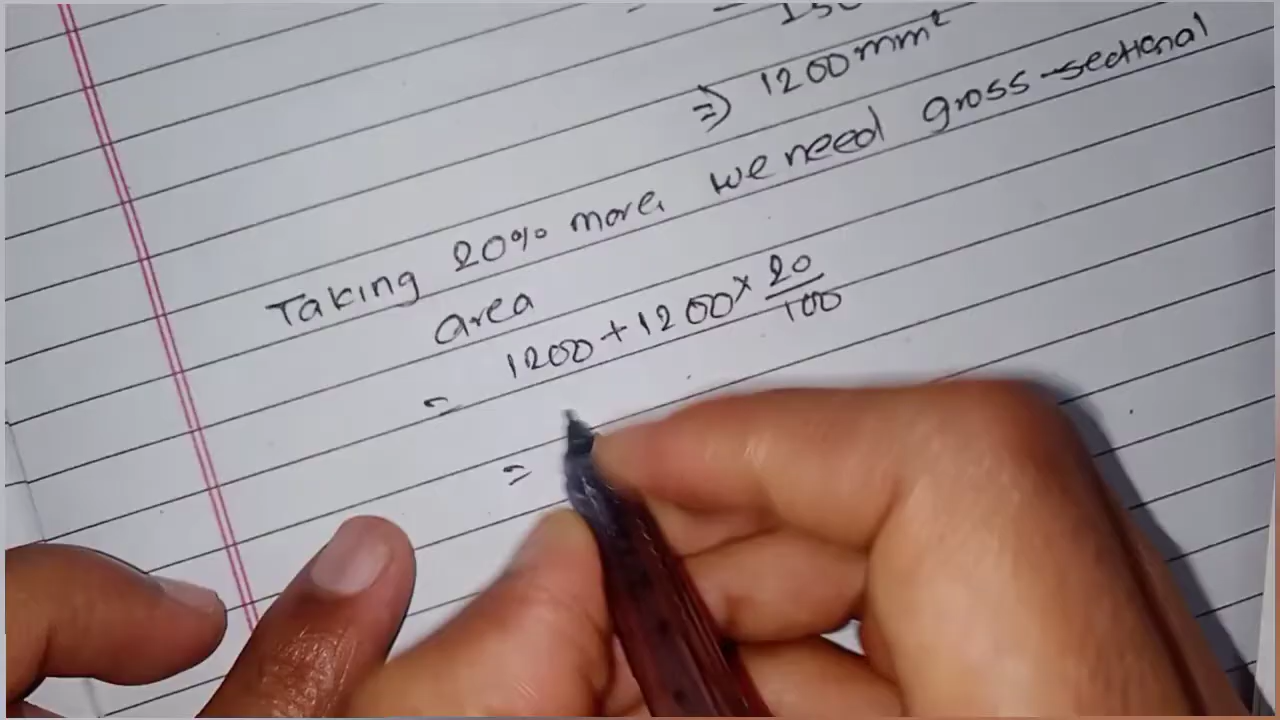 ⇒ 1200 mm²
Taking 20% more, we need gross-sectional
area
= 1200 + 1200 × 20/100
=